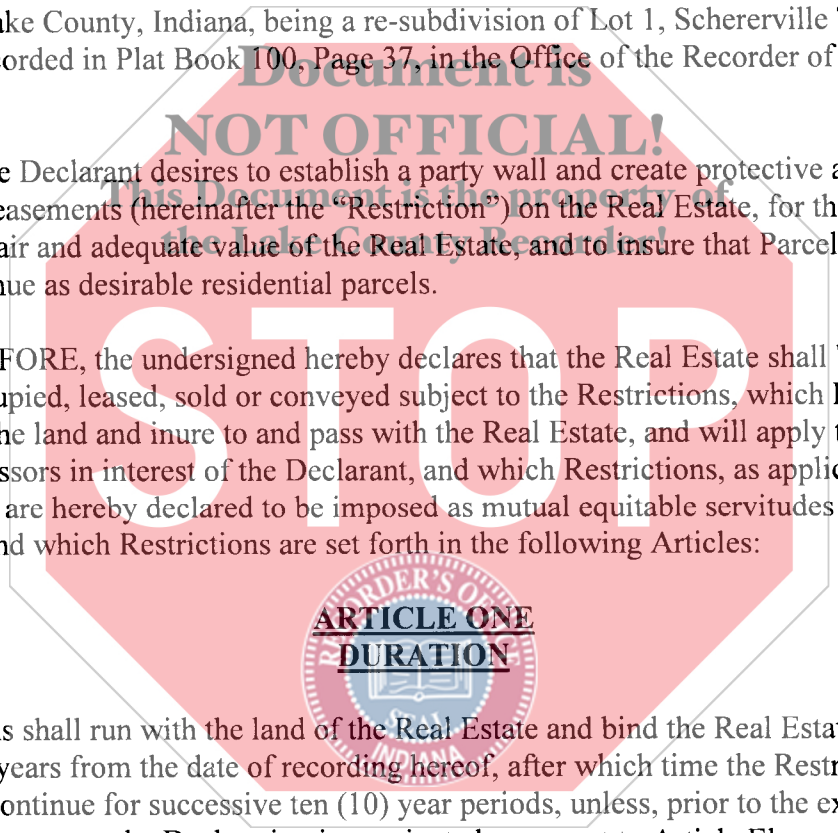 ake County, Indiana, being a re-subdivision of Lot 1, Schererville
orded in Plat Book 100, Page 37, in the Office of the Recorder of
Document is
NOT OFFICIAL!
e Declarant desires to establish a party wall and create protective a
This Document is the property of
easements (hereinafter the “Restriction”) on the Real Estate, for th
the Lake County Recorder!
air and adequate value of the Real Estate, and to insure that Parcel
nue as desirable residential parcels.
STOP
FORE, the undersigned hereby declares that the Real Estate shall
upied, leased, sold or conveyed subject to the Restrictions, which
he land and inure to and pass with the Real Estate, and will apply t
ssors in interest of the Declarant, and which Restrictions, as applic
are hereby declared to be imposed as mutual equitable servitudes
nd which Restrictions are set forth in the following Articles:
RECORDER'S OFFICE
ARTICLE ONE
DURATION
SEAL
INDIANA
s shall run with the land of the Real Estate and bind the Real Esta
years from the date of recording hereof, after which time the Restr
ontinue for successive ten (10) year periods, unless, prior to the ex